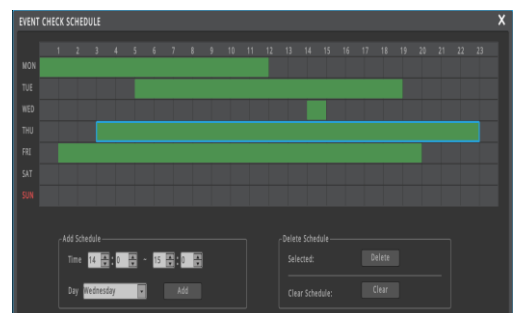 EVENT CHECK SCHEDULE X
1 2 3 4 5 6 7 8 9 10 11 12 13 14 15 16 17 18 19 20 21 22 23
MON
TUE
WED
THU
FRI
SAT
SUN
Add Schedule
Time 14 : 0 - 15 : 0
Day Wednesday Add
Delete Schedule
Selected: Delete
Clear Schedule: Clear